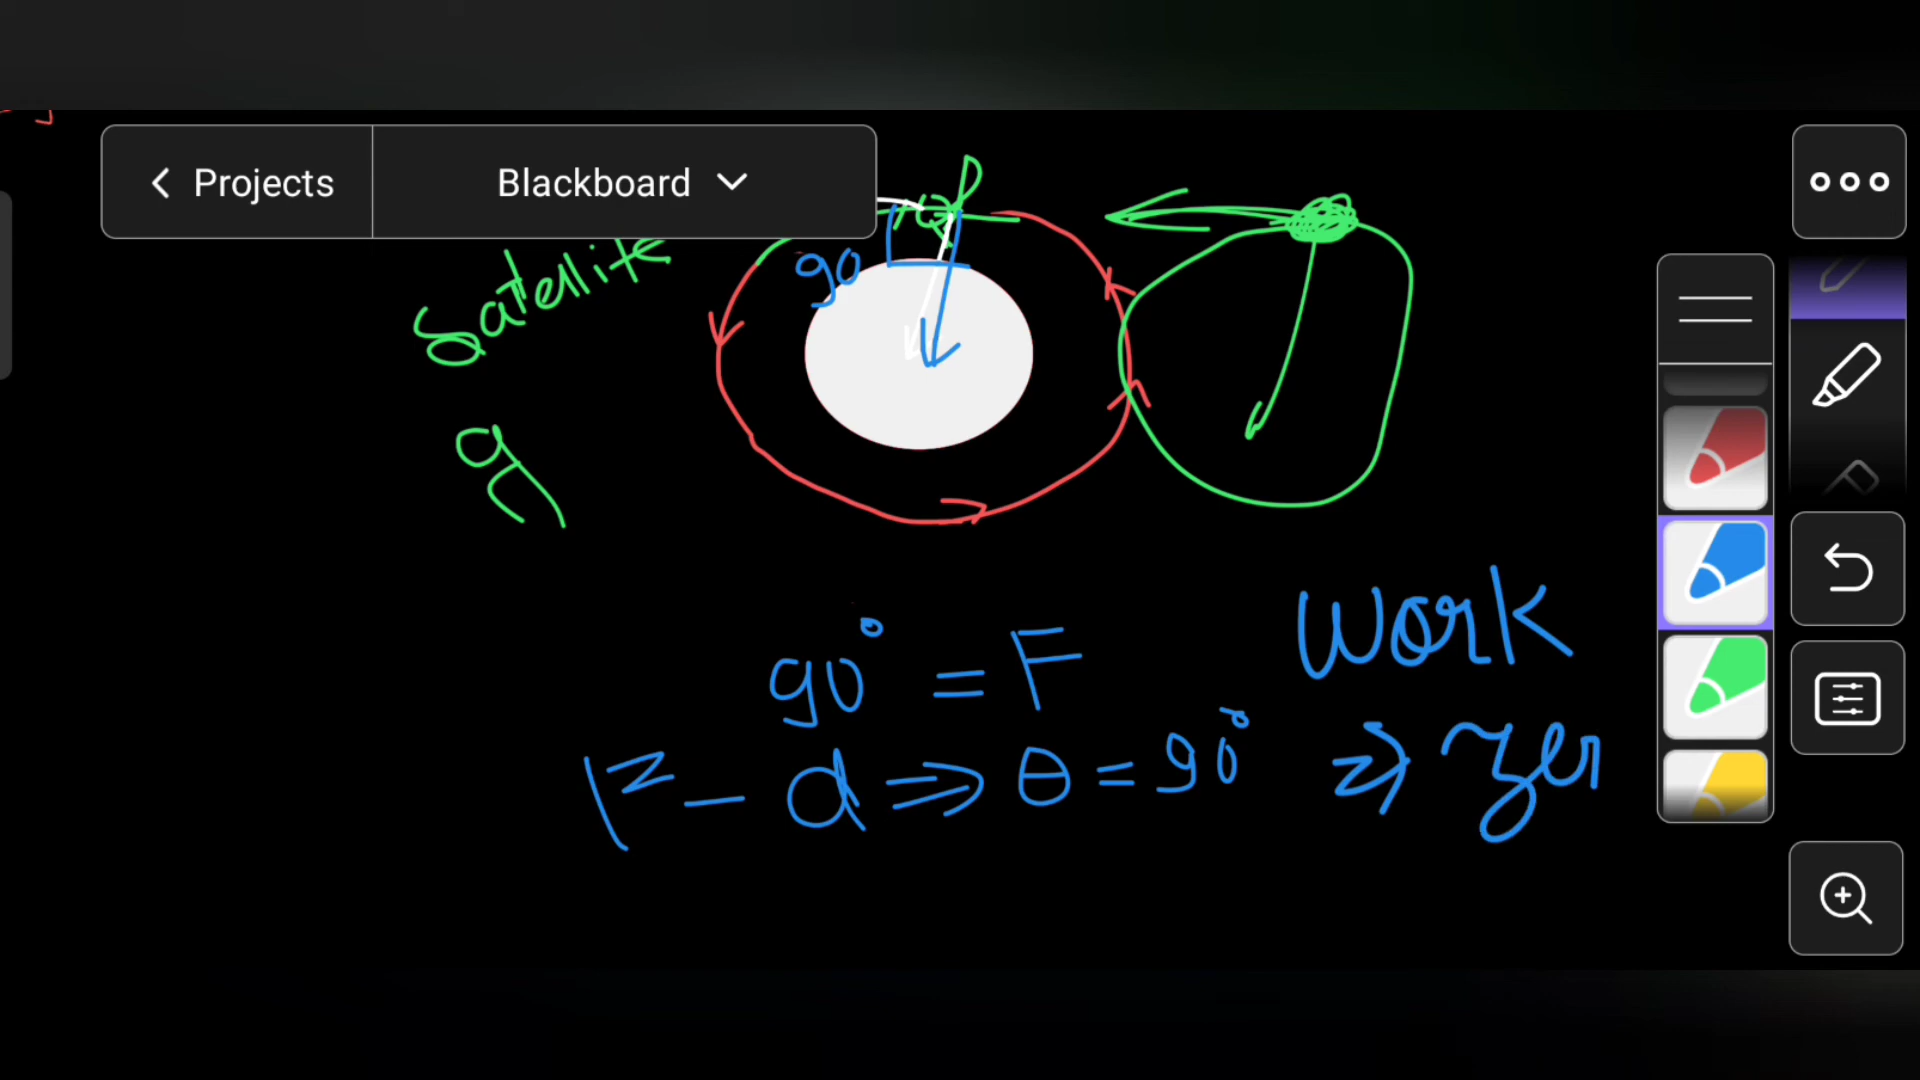 Projects
Blackboard
Satellite
90
90° = F
Work
F - d ⇒ θ = 90°
⇒ zer